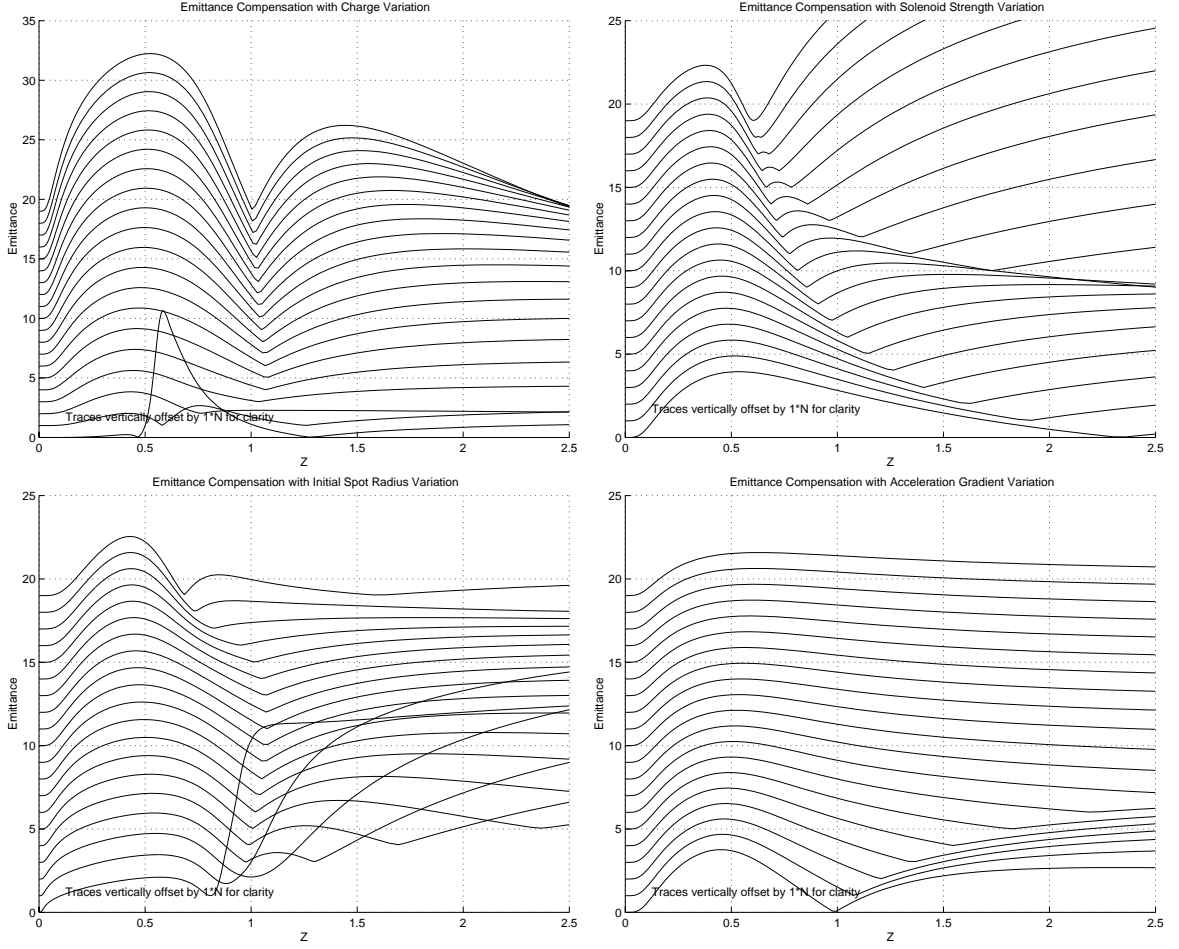 Emittance Compensation with Charge Variation
35
30
25
20
15
10
5
0
Emittance
Traces vertically offset by 1*N for clarity
0 0.5 1 1.5 2 2.5
Z
Emittance Compensation with Solenoid Strength Variation
25
20
15
10
5
0
Emittance
Traces vertically offset by 1*N for clarity
0 0.5 1 1.5 2 2.5
Z
Emittance Compensation with Initial Spot Radius Variation
25
20
15
10
5
0
Emittance
Traces vertically offset by 1*N for clarity
0 0.5 1 1.5 2 2.5
Z
Emittance Compensation with Acceleration Gradient Variation
25
20
15
10
5
0
Emittance
Traces vertically offset by 1*N for clarity
0 0.5 1 1.5 2 2.5
Z